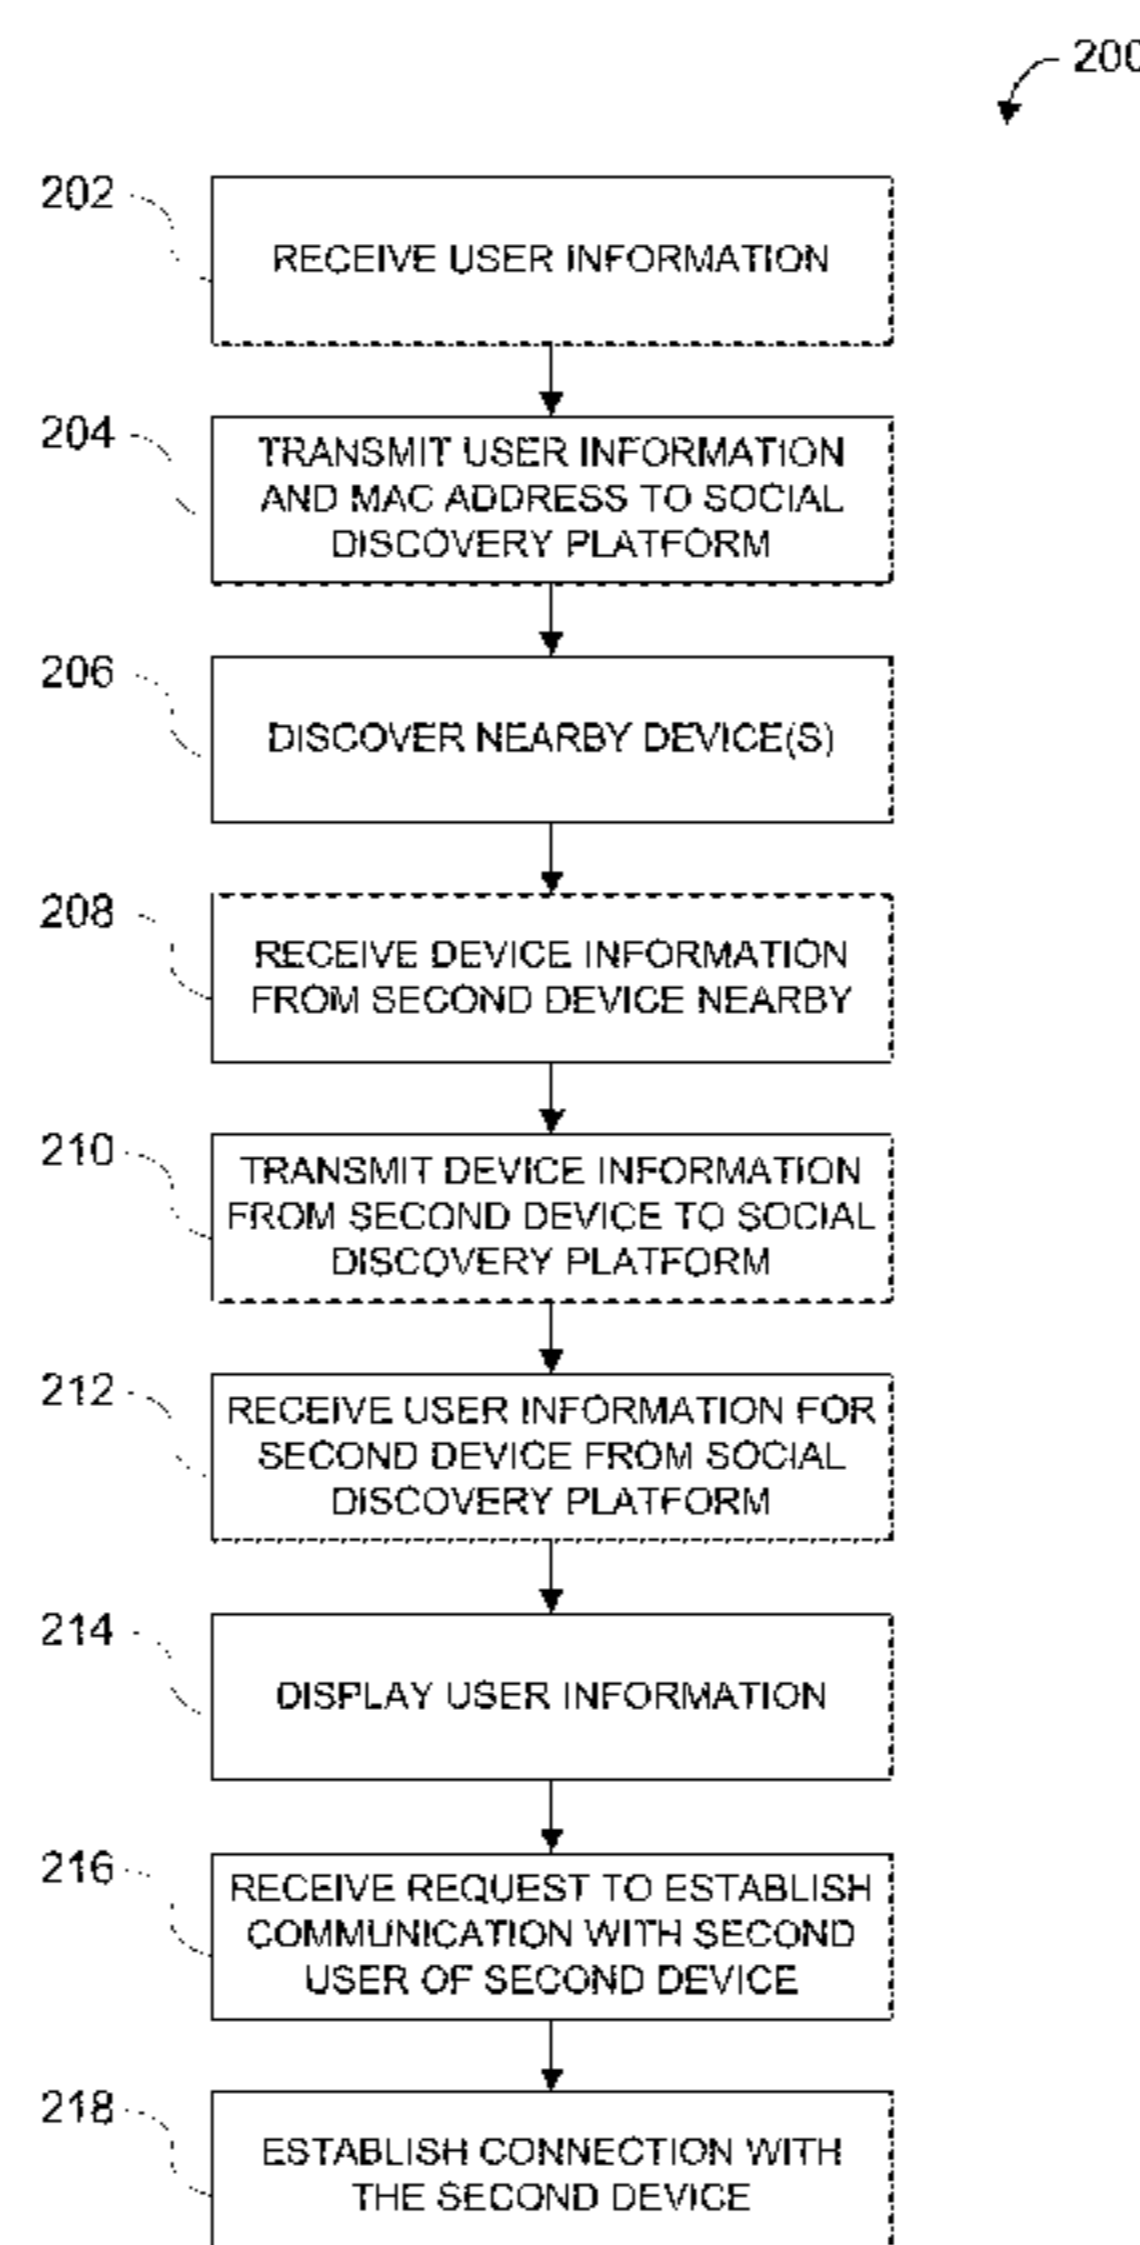 200
202
RECEIVE USER INFORMATION
204
TRANSMIT USER INFORMATION
AND MAC ADDRESS TO SOCIAL
DISCOVERY PLATFORM
206
DISCOVER NEARBY DEVICE(S)
208
RECEIVE DEVICE INFORMATION
FROM SECOND DEVICE NEARBY
210
TRANSMIT DEVICE INFORMATION
FROM SECOND DEVICE TO SOCIAL
DISCOVERY PLATFORM
212
RECEIVE USER INFORMATION FOR
SECOND DEVICE FROM SOCIAL
DISCOVERY PLATFORM
214
DISPLAY USER INFORMATION
216
RECEIVE REQUEST TO ESTABLISH
COMMUNICATION WITH SECOND
USER OF SECOND DEVICE
218
ESTABLISH CONNECTION WITH
THE SECOND DEVICE